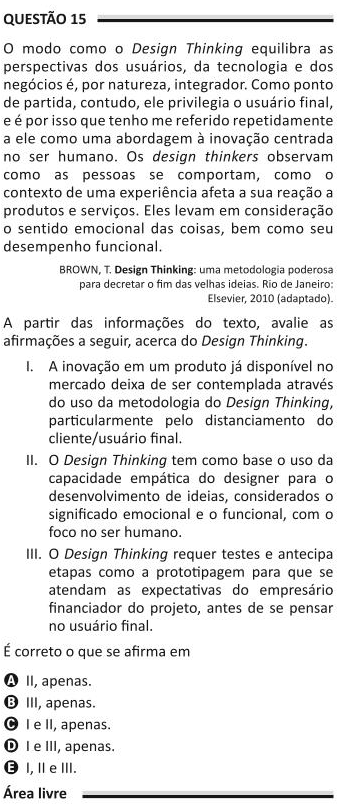 QUESTÃO 15
O modo como o Design Thinking equilibra as
perspectivas dos usuários, da tecnologia e dos
negócios é, por natureza, integrador. Como ponto
de partida, contudo, ele privilegia o usuário final,
e é por isso que tenho me referido repetidamente
a ele como uma abordagem à inovação centrada
no ser humano. Os design thinkers observam
como as pessoas se comportam, como o
contexto de uma experiência afeta a sua reação a
produtos e serviços. Eles levam em consideração
o sentido emocional das coisas, bem como seu
desempenho funcional.
BROWN, T. Design Thinking: uma metodologia poderosa
para decretar o fim das velhas ideias. Rio de Janeiro:
Elsevier, 2010 (adaptado).
A partir das informações do texto, avalie as
afirmações a seguir, acerca do Design Thinking.
I. A inovação em um produto já disponível no
mercado deixa de ser contemplada através
do uso da metodologia do Design Thinking,
particularmente pelo distanciamento do
cliente/usuário final.
II. O Design Thinking tem como base o uso da
capacidade empática do designer para o
desenvolvimento de ideias, considerados o
significado emocional e o funcional, com o
foco no ser humano.
III. O Design Thinking requer testes e antecipa
etapas como a prototipagem para que se
atendam as expectativas do empresário
financiador do projeto, antes de se pensar
no usuário final.
É correto o que se afirma em
A II, apenas.
B III, apenas.
C I e II, apenas.
D I e III, apenas.
E I, II e III.
Área livre